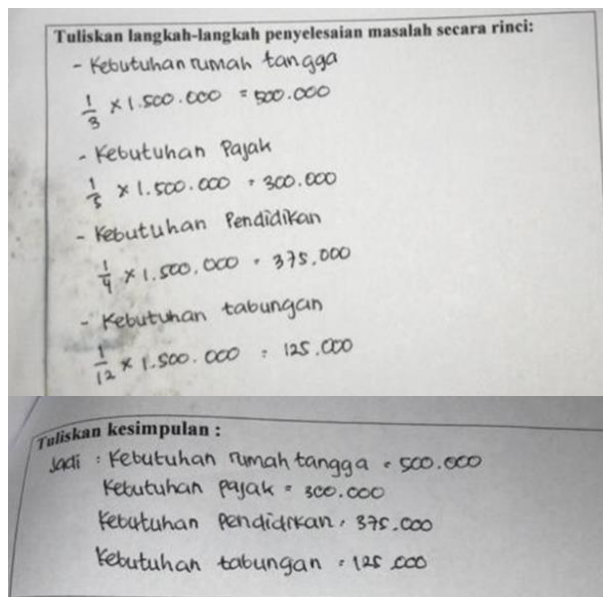 Tuliskan langkah-langkah penyelesaian masalah secara rinci:
- Kebutuhan rumah tangga
1/3 × 1.500.000 = 500.000
- Kebutuhan Pajak
1/5 × 1.500.000 = 300.000
- Kebutuhan Pendidikan
1/4 × 1.500.000 = 375.000
- Kebutuhan tabungan
1/12 × 1.500.000 = 125.000
Tuliskan kesimpulan :
Jadi : Kebutuhan rumah tangga = 500.000
Kebutuhan pajak = 300.000
Kebutuhan Pendidikan = 375.000
Kebutuhan tabungan = 125.000